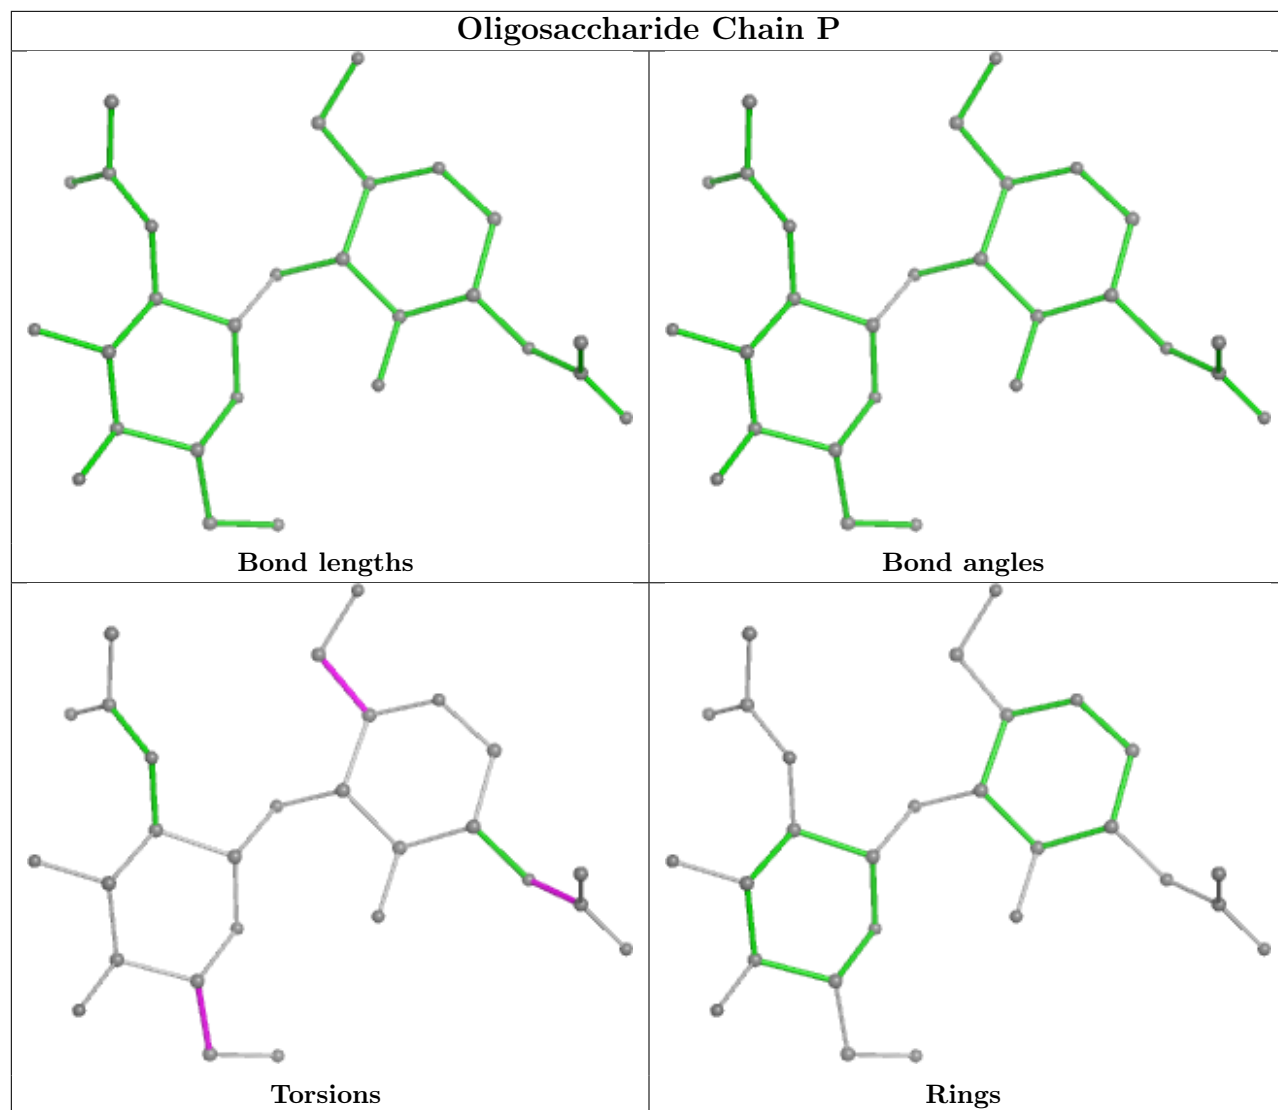 Oligosaccharide Chain P
Bond lengths
Bond angles
Torsions
Rings